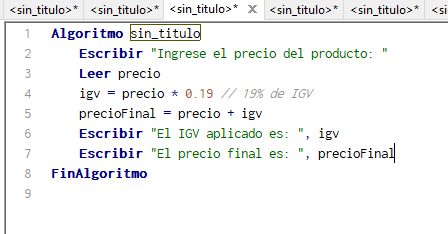 <sin_titulo>* <sin_titulo>* <sin_titulo>* X <sin_titulo>* <sin_titulo>*
1 Algoritmo sin_titulo
2 Escribir "Ingrese el precio del producto: "
3 Leer precio
4 igv = precio * 0.19 // 19% de IGV
5 precioFinal = precio + igv
6 Escribir "El IGV aplicado es: ", igv
7 Escribir "El precio final es: ", precioFinal
8 FinAlgoritmo
9